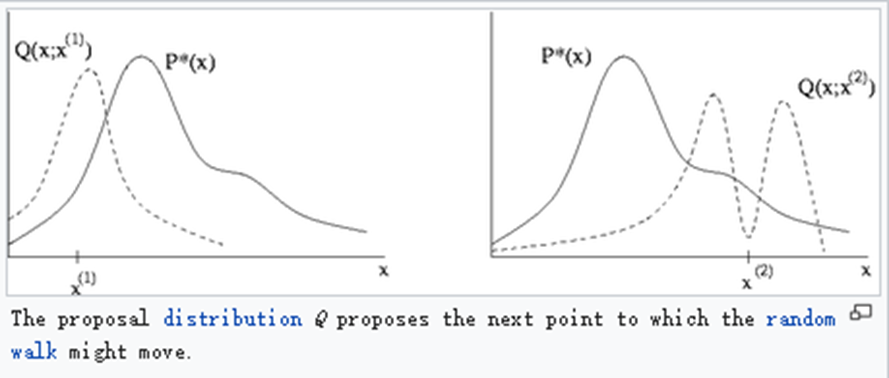 Q(x;x(1))
P*(x)
x(1)
x
P*(x)
Q(x;x(2))
x(2)
x
The proposal distribution Q proposes the next point to which the random
walk might move.